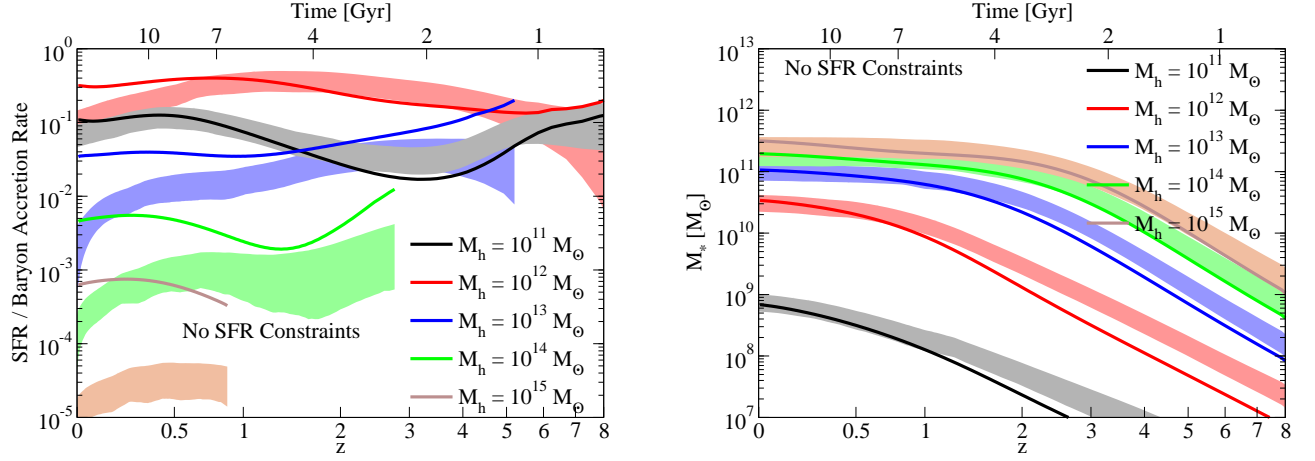 Time [Gyr]
10 7 4 2 1
10^0
10^-1
10^-2
10^-3
10^-4
10^-5
SFR / Baryon Accretion Rate
No SFR Constraints
M_h = 10^11 M_⊙
M_h = 10^12 M_⊙
M_h = 10^13 M_⊙
M_h = 10^14 M_⊙
M_h = 10^15 M_⊙
0 0.5 1 2 3 4 5 6 7 8
z
Time [Gyr]
10 7 4 2 1
10^13
10^12
10^11
10^10
10^9
10^8
10^7
M_* [M_⊙]
No SFR Constraints
M_h = 10^11 M_⊙
M_h = 10^12 M_⊙
M_h = 10^13 M_⊙
M_h = 10^14 M_⊙
M_h = 10^15 M_⊙
0 0.5 1 2 3 4 5 6 7 8
z